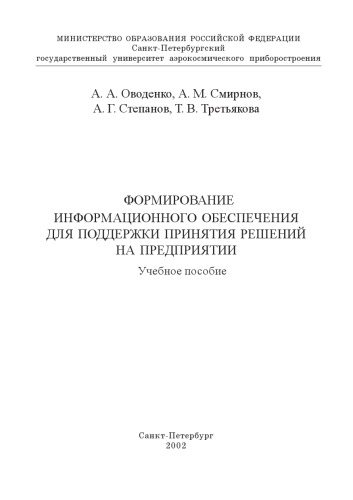 МИНИСТЕРСТВО ОБРАЗОВАНИЯ РОССИЙСКОЙ ФЕДЕРАЦИИ
Санкт-Петербургский
государственный университет аэрокосмического приборостроения
А. А. Оводенко, А. М. Смирнов,
А. Г. Степанов, Т. В. Третьякова
ФОРМИРОВАНИЕ
ИНФОРМАЦИОННОГО ОБЕСПЕЧЕНИЯ
ДЛЯ ПОДДЕРЖКИ ПРИНЯТИЯ РЕШЕНИЙ
НА ПРЕДПРИЯТИИ
Учебное пособие
Санкт-Петербург
2002